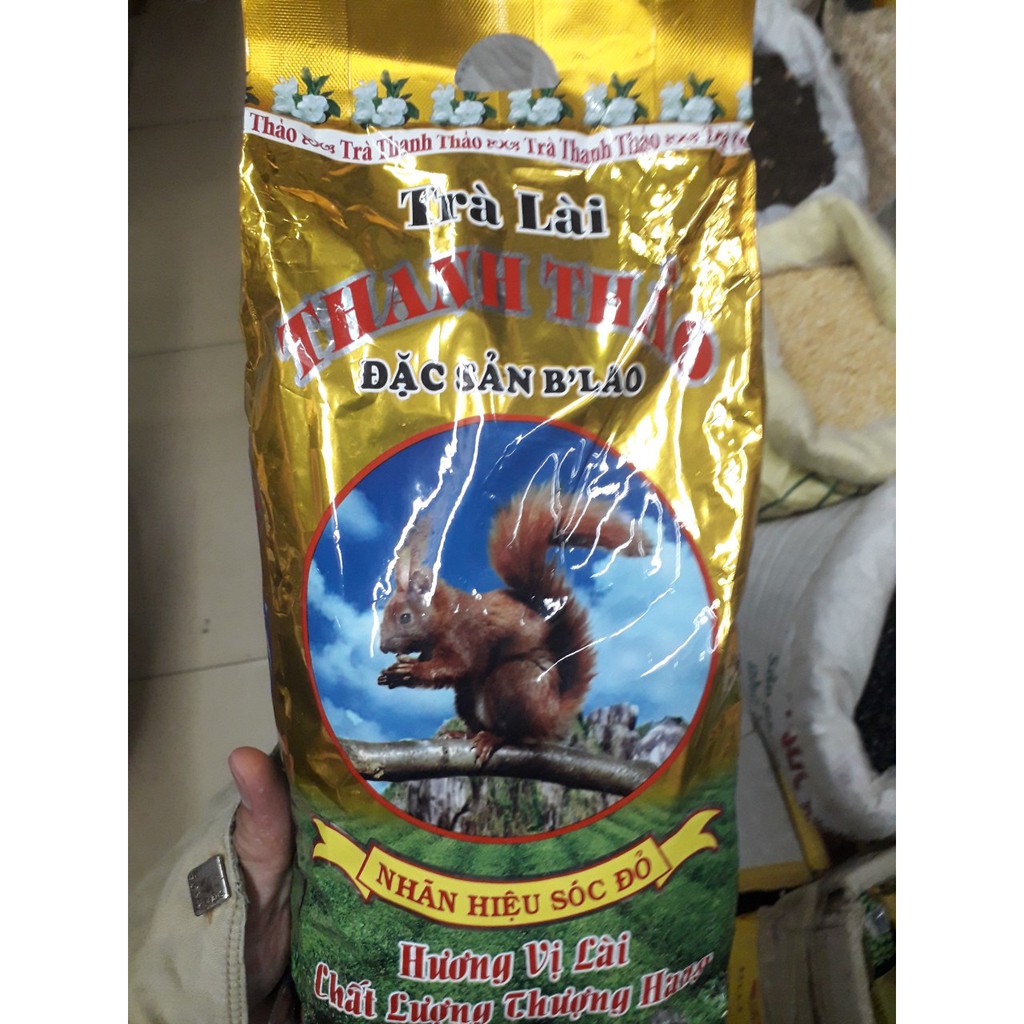 Thảo Trà Thanh Thảo Trà Thanh Thảo Trà
Trà Lài
THANH THẢO
ĐẶC SẢN B'LAO
NHÃN HIỆU SÓC ĐỎ
Hương Vị Lài
Chất Lượng Thượng Hạng